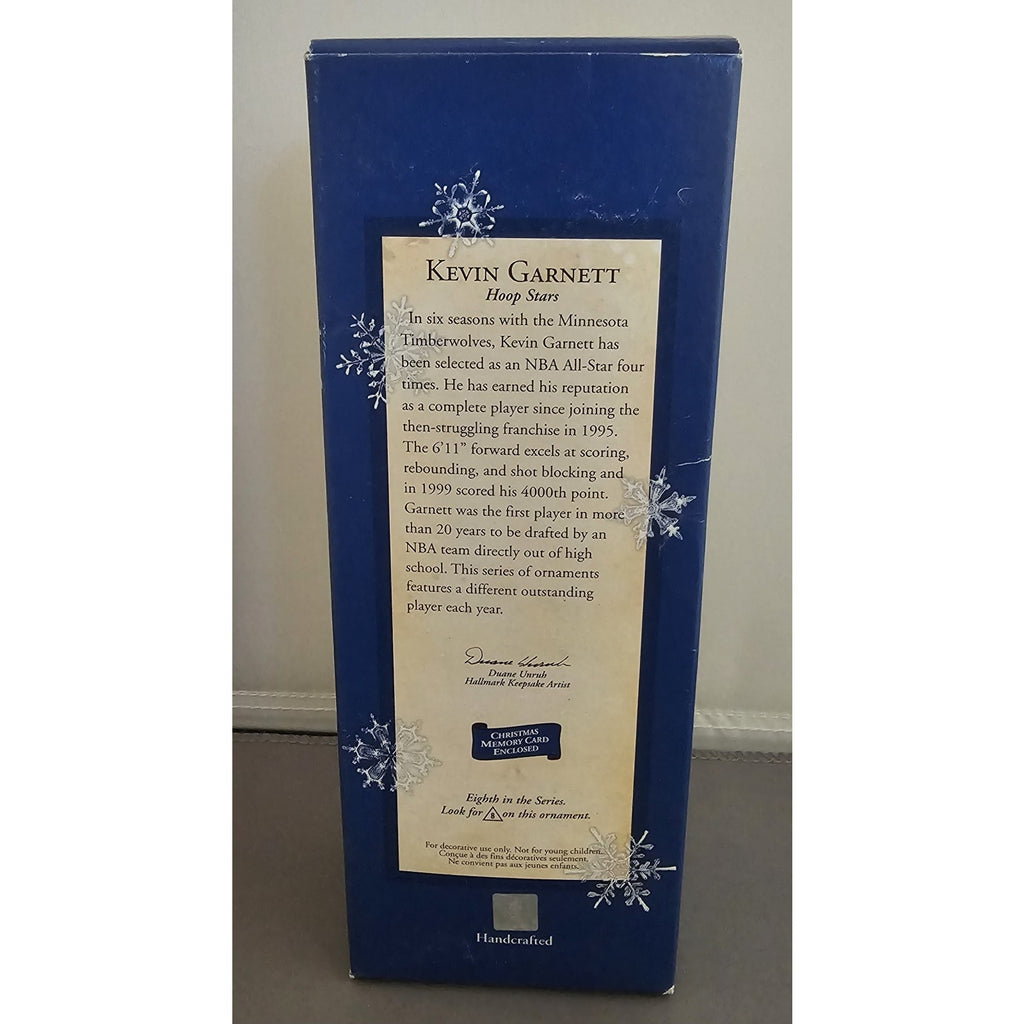 KEVIN GARNETT
Hoop Stars
In six seasons with the Minnesota
Timberwolves, Kevin Garnett has
been selected as an NBA All-Star four
times. He has earned his reputation
as a complete player since joining the
then-struggling franchise in 1995.
The 6'11" forward excels at scoring,
rebounding, and shot blocking and
in 1999 scored his 4000th point.
Garnett was the first player in more
than 20 years to be drafted by an
NBA team directly out of high
school. This series of ornaments
features a different outstanding
player each year.
Duane Unruh
Duane Unruh
Hallmark Keepsake Artist
CHRISTMAS
MEMORY CARD
ENCLOSED
Eighth in the Series.
Look for 8 on this ornament.
For decorative use only. Not for young children.
Conçue à des fins décoratives seulement.
Ne convient pas aux jeunes enfants.
Handcrafted